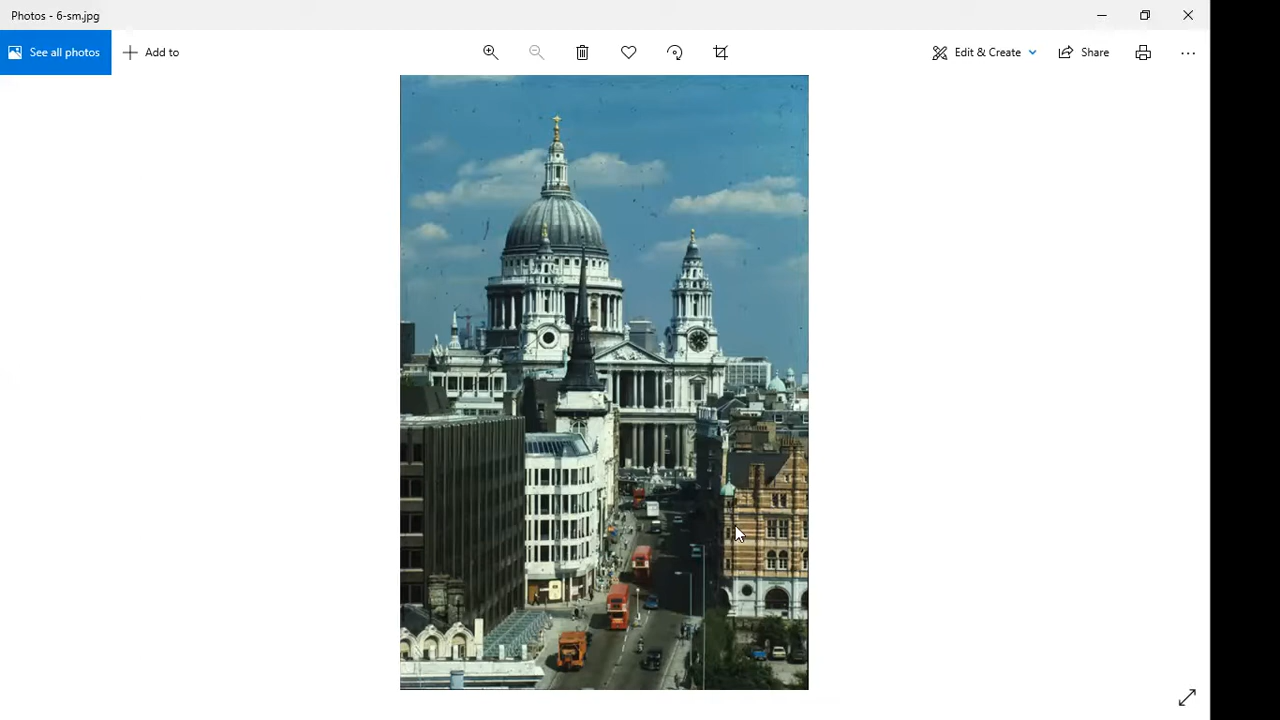 Photos - 6-sm.jpg
See all photos
Add to
Edit & Create
Share